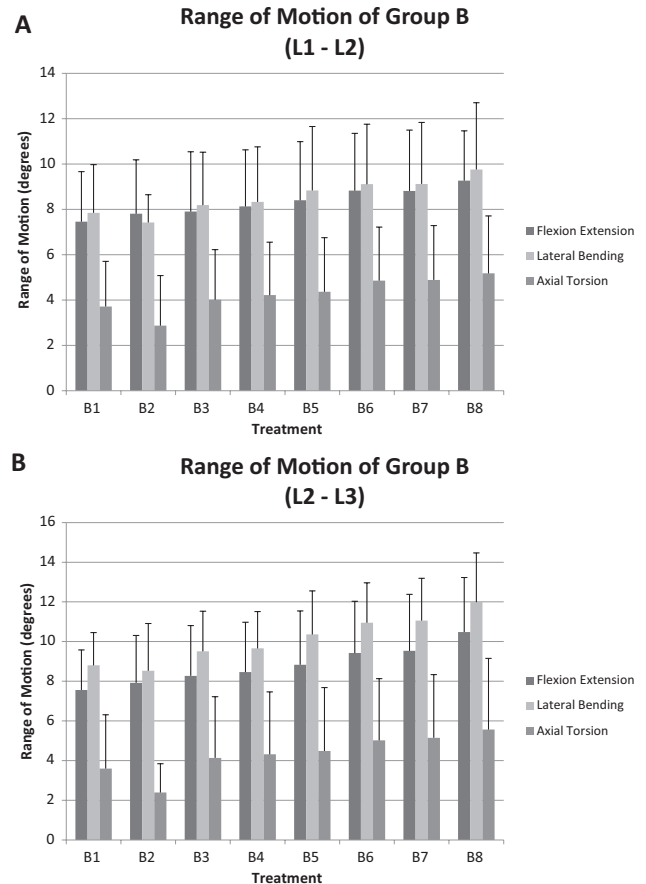 A
Range of Motion of Group B
(L1 - L2)
14
12
10
8
6
4
2
0
Range of Motion (degrees)
B1 B2 B3 B4 B5 B6 B7 B8
Treatment
Flexion Extension
Lateral Bending
Axial Torsion
B
Range of Motion of Group B
(L2 - L3)
16
14
12
10
8
6
4
2
0
Range of Motion (degrees)
B1 B2 B3 B4 B5 B6 B7 B8
Treatment
Flexion Extension
Lateral Bending
Axial Torsion